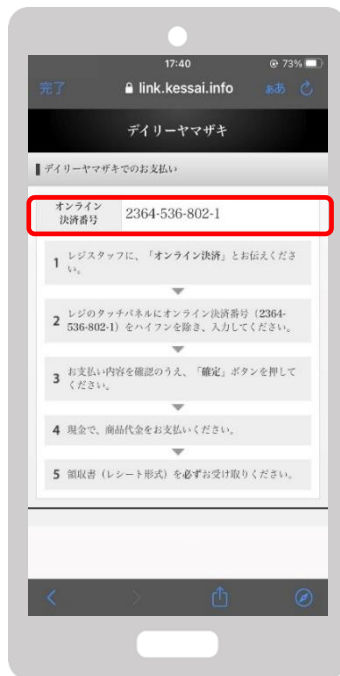 17:40
73%
完了
link.kessai.info
ぁあ
デイリーヤマザキ
デイリーヤマザキでのお支払い
オンライン
決済番号
2364-536-802-1
1 レジスタッフに、「オンライン決済」とお伝えくださ
い。
2 レジのタッチパネルにオンライン決済番号（2364-
536-802-1）をハイフンを除き、入力してください。
3 お支払い内容を確認のうえ、「確定」ボタンを押して
ください。
4 現金で、商品代金をお支払いください。
5 領収書（レシート形式）を必ずお受け取りください。